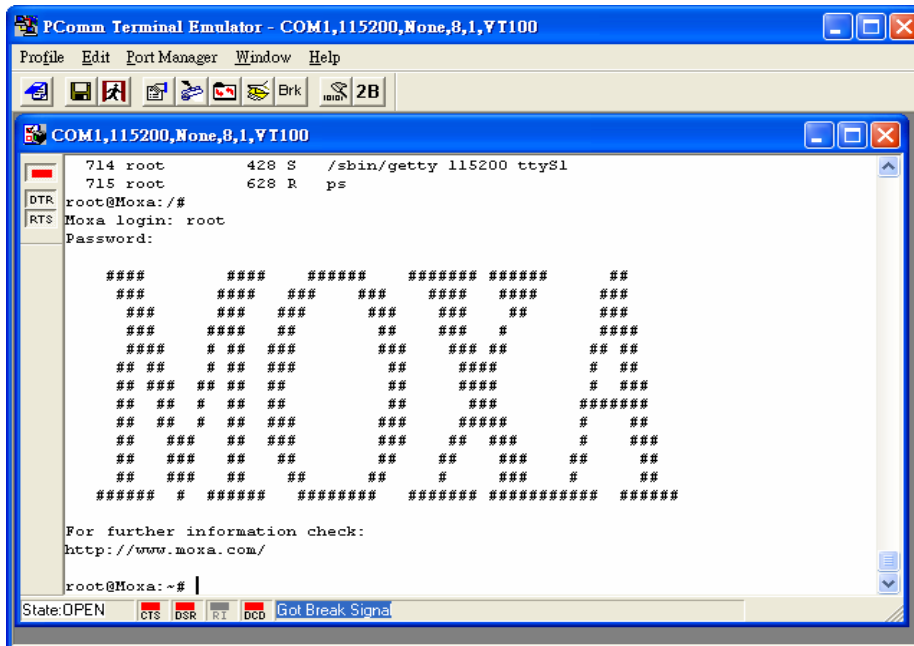 PComm Terminal Emulator - COM1,115200,None,8,1,VT100
Profile Edit Port Manager Window Help
Brk 2B
COM1,115200,None,8,1,VT100
714 root 428 S /sbin/getty 115200 ttyS1
DTR 715 root 628 R ps
root@Moxa:/#
RTS Moxa login: root
Password:
#### #### ###### ####### ###### ##
### #### ### ### #### #### ###
### ### ### ### ### ## ###
### #### ## ## ### # ####
#### # ## ### ### ### ## ## ##
## ## # ## ### ## #### # ##
## ### ## ## ## ## #### # ###
## ## # ## ## ## ### #######
## ## # ## ### ### ##### # ##
## ### ## ### ### ## ### # ###
## ### ## ## ## ## ### ## ##
## ### ## ## ## # ### # ##
###### # ###### ######## ####### ########### ######
For further information check:
http://www.moxa.com/
root@Moxa:~#
State:OPEN CTS DSR RI DCD Got Break Signal